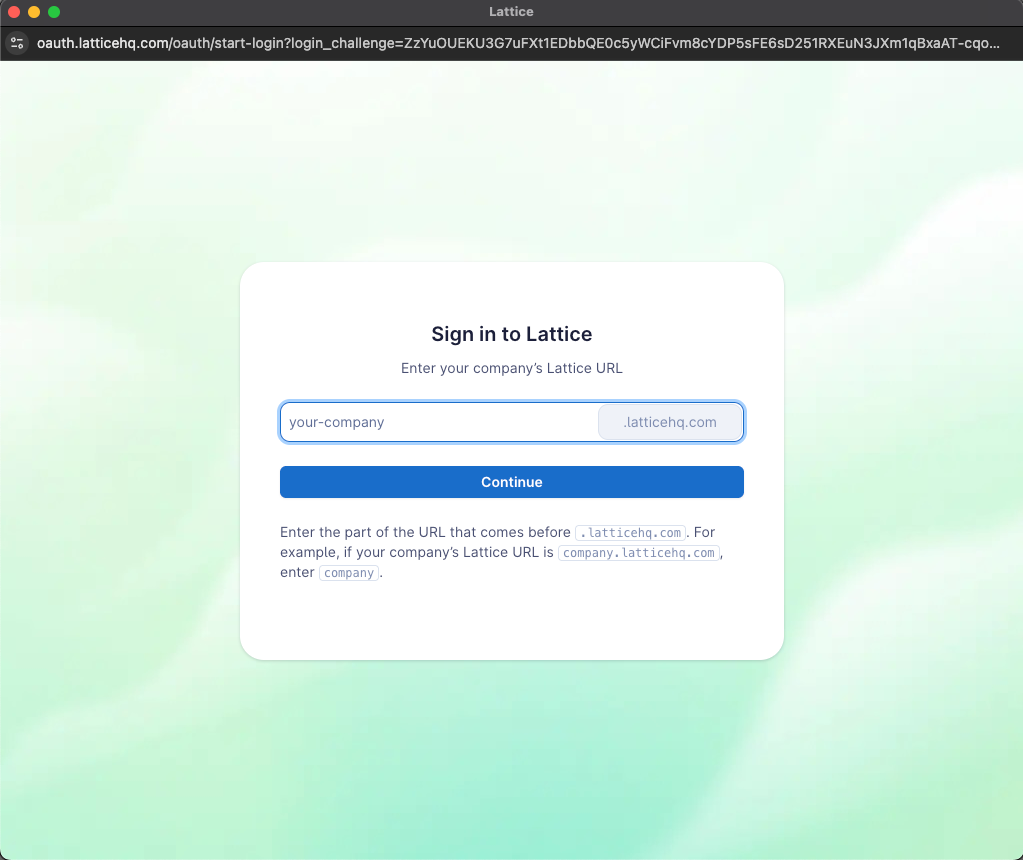 Lattice
oauth.latticehq.com/oauth/start-login?login_challenge=ZzYuOUEKU3G7uFXt1EDbbQE0c5yWCiFvm8cYDP5sFE6sD251RXEuN3JXm1qBxaAT-cqo...
Sign in to Lattice
Enter your company’s Lattice URL
your-company .latticehq.com
Continue
Enter the part of the URL that comes before .latticehq.com. For
example, if your company’s Lattice URL is company.latticehq.com,
enter company.